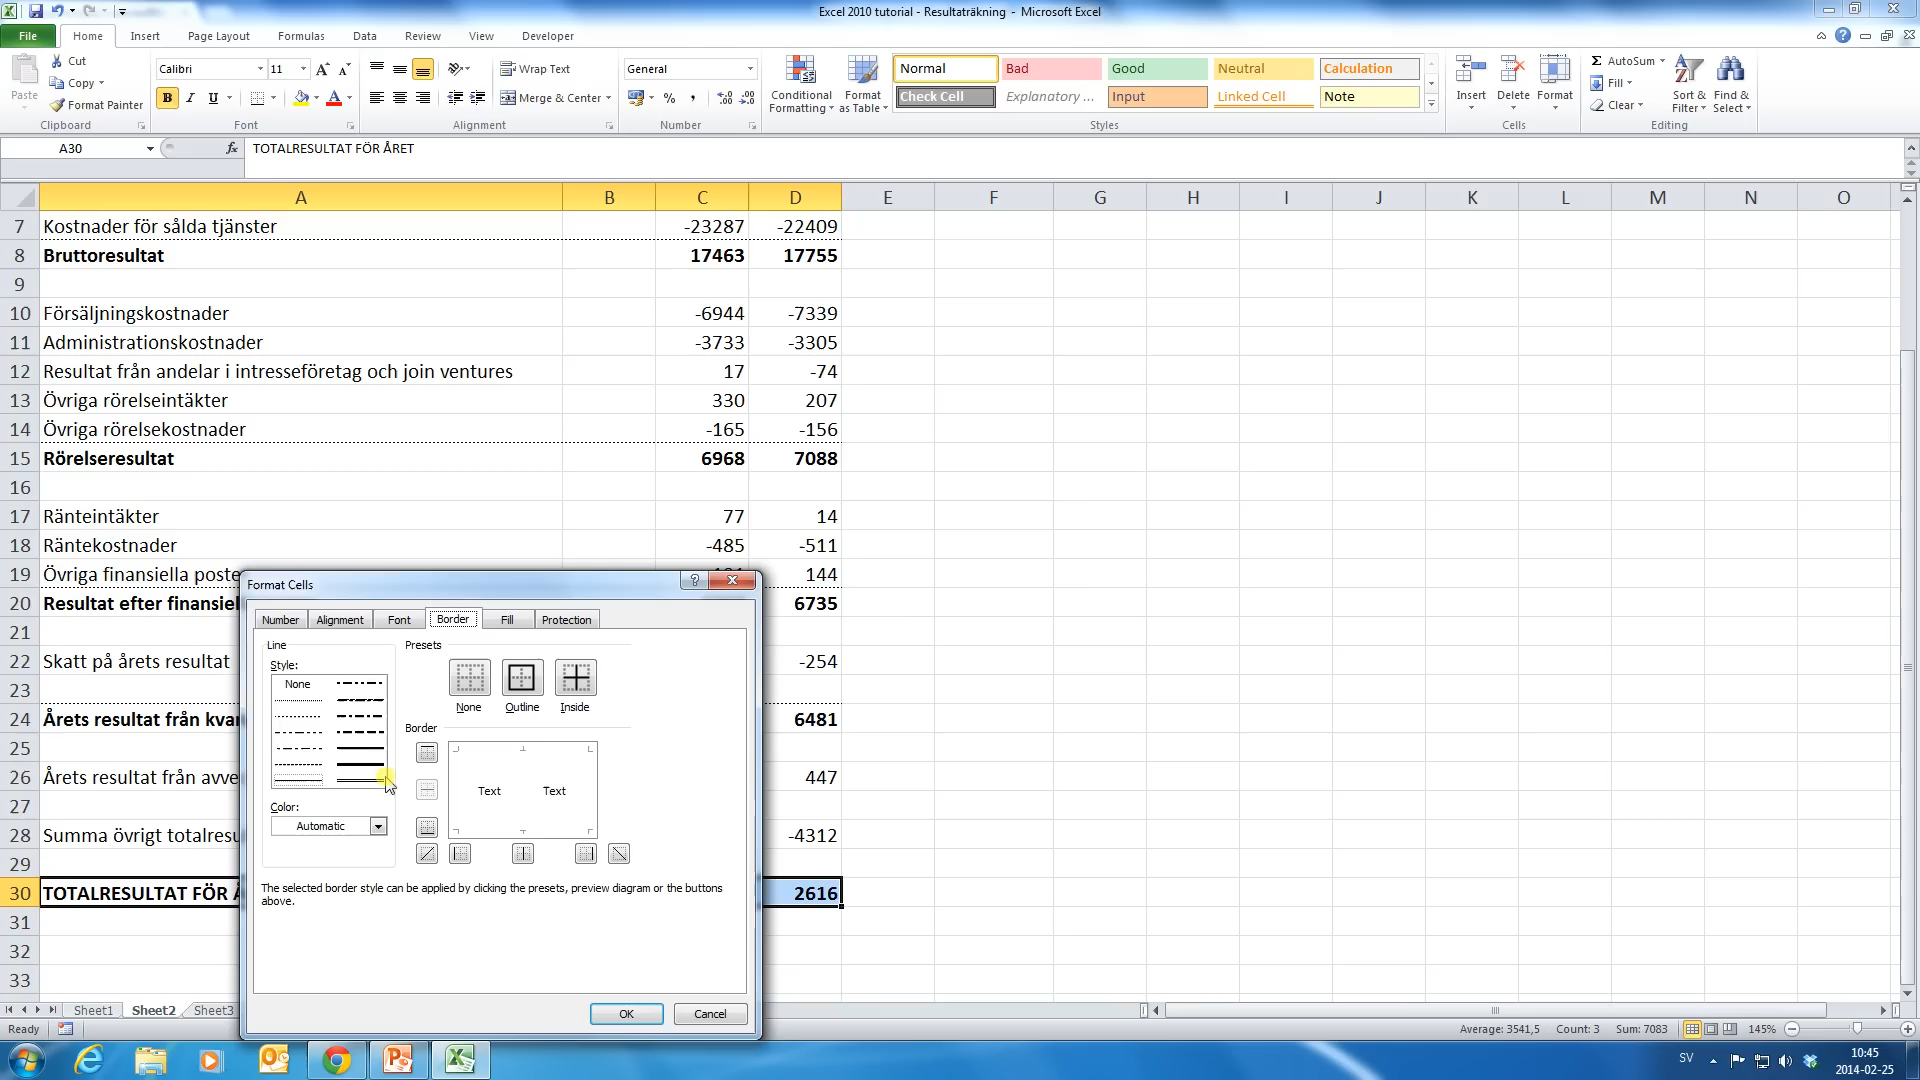 Excel 2010 tutorial - Resultaträkning - Microsoft Excel
File Home Insert Page Layout Formulas Data Review View Developer
Paste
Cut
Copy
Format Painter
Clipboard
Calibri 11
B I U
Font
Wrap Text
Merge & Center
Alignment
General
%
Number
Conditional Formatting
Format as Table
Normal Bad Good Neutral Calculation
Check Cell Explanatory ... Input Linked Cell Note
Styles
Insert Delete Format
Cells
AutoSum
Fill
Clear
Sort & Filter
Find & Select
Editing
A30 fx TOTALRESULTAT FÖR ÅRET
A B C D E F G H I J K L M N O
7 Kostnader för sålda tjänster -23287 -22409
8 Bruttoresultat 17463 17755
9
10 Försäljningskostnader -6944 -7339
11 Administrationskostnader -3733 -3305
12 Resultat från andelar i intresseföretag och join ventures 17 -74
13 Övriga rörelseintäkter 330 207
14 Övriga rörelsekostnader -165 -156
15 Rörelseresultat 6968 7088
16
17 Ränteintäkter 77 14
18 Räntekostnader -485 -511
19 Övriga finansiella poste 144
20 Resultat efter finansiel 6735
21
22 Skatt på årets resultat -254
23
24 Årets resultat från kvar 6481
25
26 Årets resultat från avve 447
27
28 Summa övrigt totalresu -4312
29
30 TOTALRESULTAT FÖR 2616
31
32
33
Format Cells
Number Alignment Font Border Fill Protection
Line
Style:
None
Color:
Automatic
Presets
None Outline Inside
Border
Text Text
The selected border style can be applied by clicking the presets, preview diagram or the buttons
above.
OK Cancel
Sheet1 Sheet2 Sheet3
Ready Average: 3541,5 Count: 3 Sum: 7083 145%
SV
10:45
2014-02-25